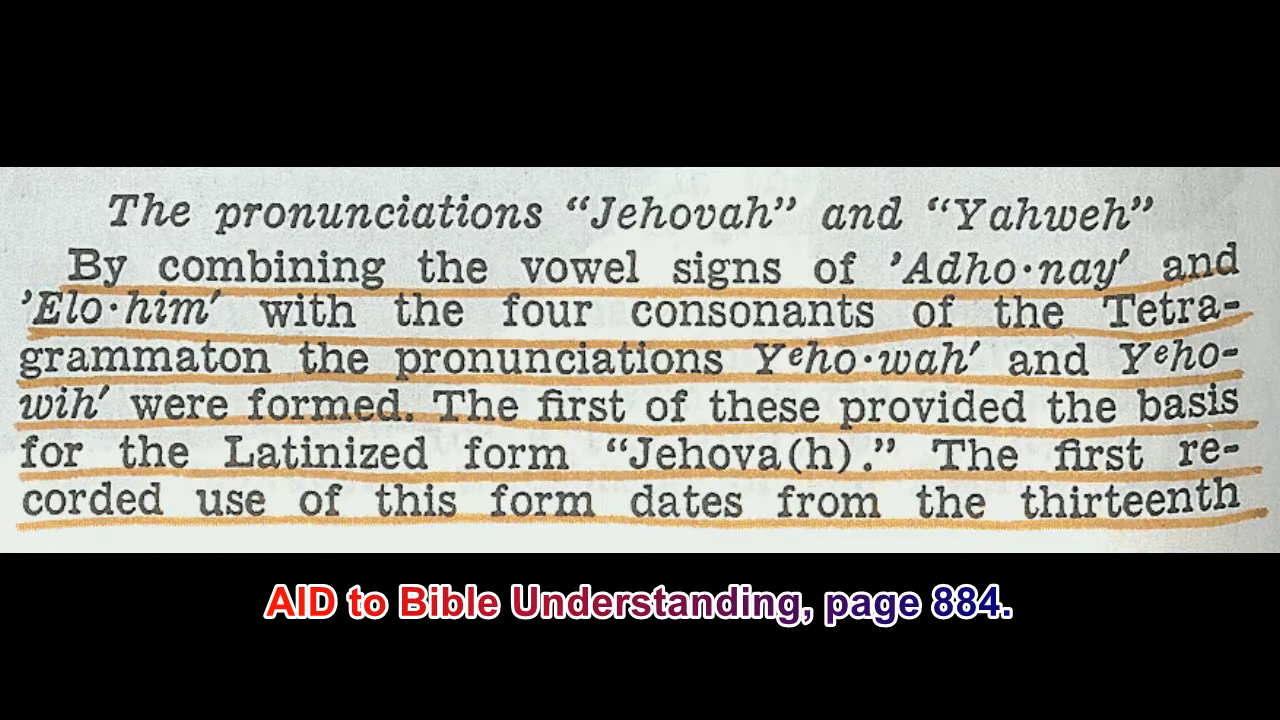 The pronunciations “Jehovah” and “Yahweh”
By combining the vowel signs of ’Adho·nay′ and
’Elo·him′ with the four consonants of the Tetra-
grammaton the pronunciations Yᵉho·wah′ and Yᵉho-
wih′ were formed. The first of these provided the basis
for the Latinized form “Jehova(h).” The first re-
corded use of this form dates from the thirteenth
AID to Bible Understanding, page 884.